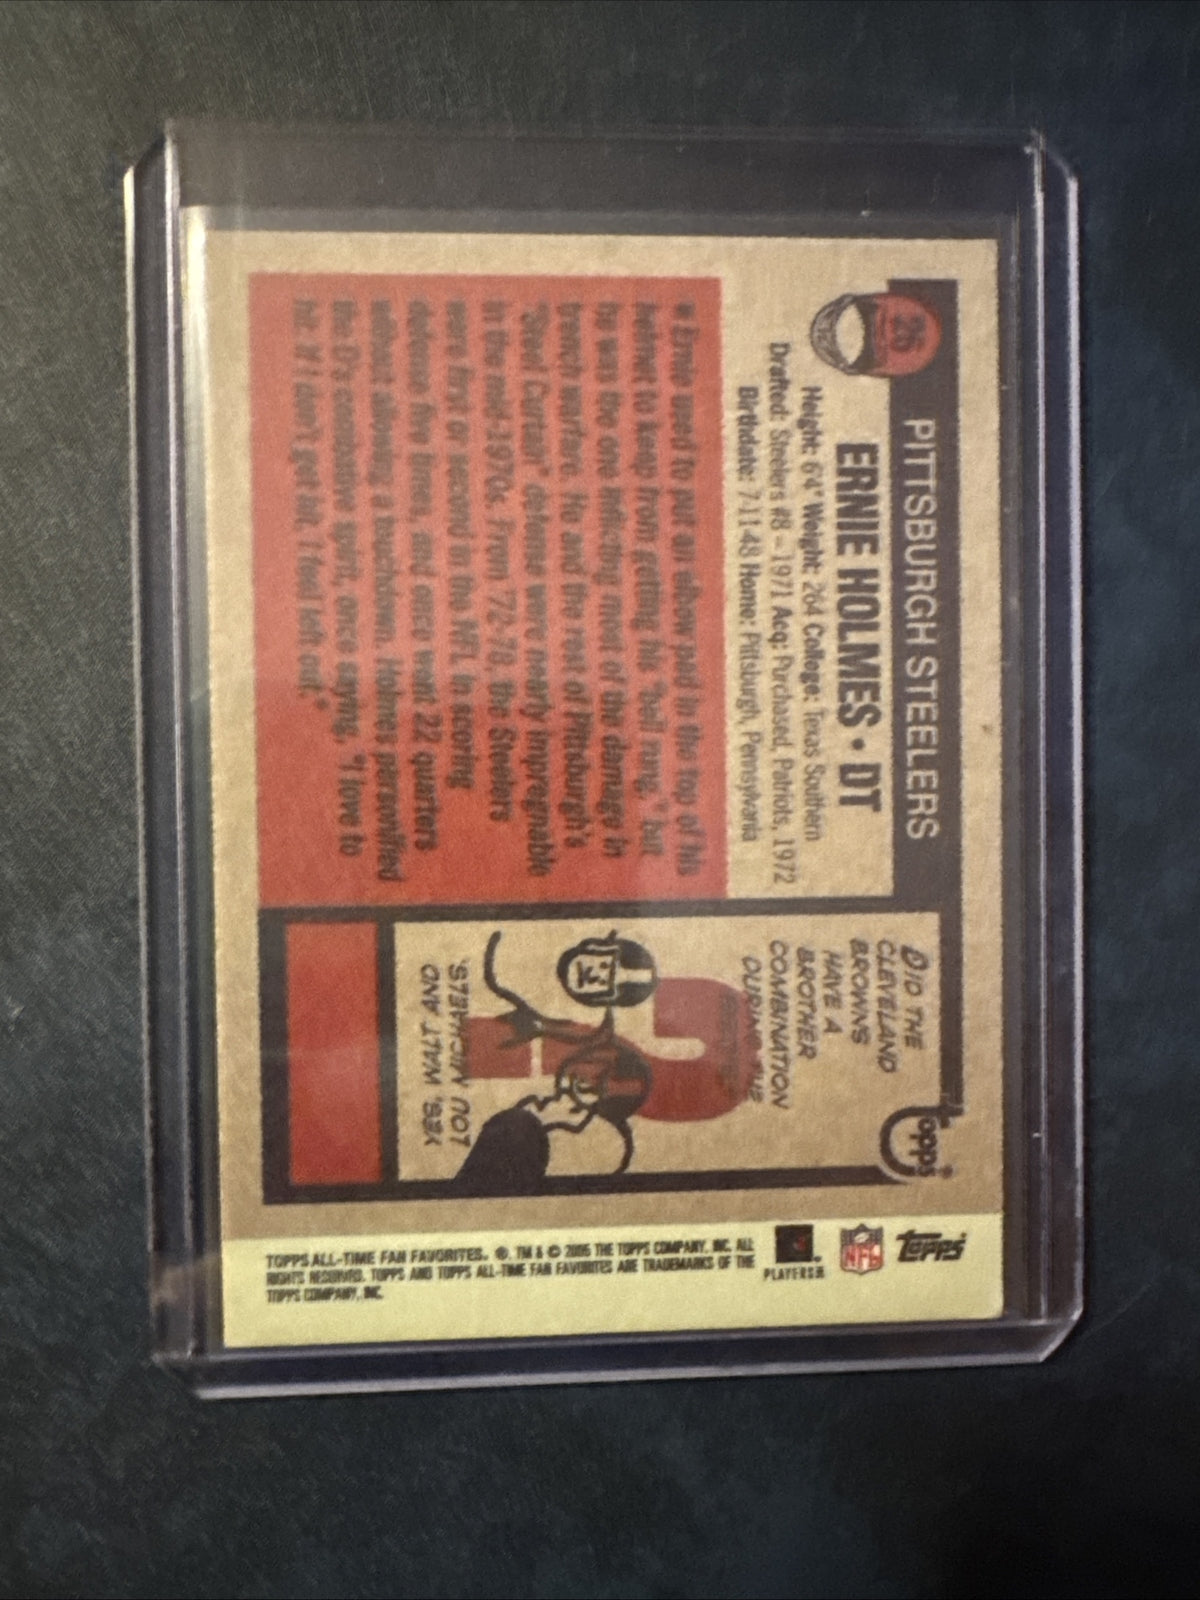 26
PITTSBURGH STEELERS
ERNIE HOLMES • DT
Height: 6'4" Weight: 264 College: Texas Southern
Drafted: Steelers #8 – 1971 Acq: Purchased, Patriots, 1972
Birthdate: 7-11-48 Home: Pittsburgh, Pennsylvania
• Ernie used to put an elbow pad in the top of his
helmet to keep from getting his "bell rung," but
he was the one inflicting most of the damage in
trench warfare. He and the rest of Pittsburgh's
"Steel Curtain" defense were nearly impregnable
in the mid-1970s. From '72-78, the Steelers
were first or second in the NFL in scoring
defense five times, and once went 22 quarters
without allowing a touchdown. Holmes personified
the D's combative spirit, once saying, "I love to
hit. If I don't get hit, I feel left out."
Topps
DID THE
CLEVELAND
BROWNS
HAVE A
BROTHER
COMBINATION
DURING THE
YES, WALT AND
NOT MICHAELS.
Topps
NFL
PLAYERS INC
TOPPS ALL-TIME FAN FAVORITES. ®, TM & © 2005 THE TOPPS COMPANY, INC. ALL
RIGHTS RESERVED. TOPPS AND TOPPS ALL-TIME FAN FAVORITES ARE TRADEMARKS OF THE
TOPPS COMPANY, INC.